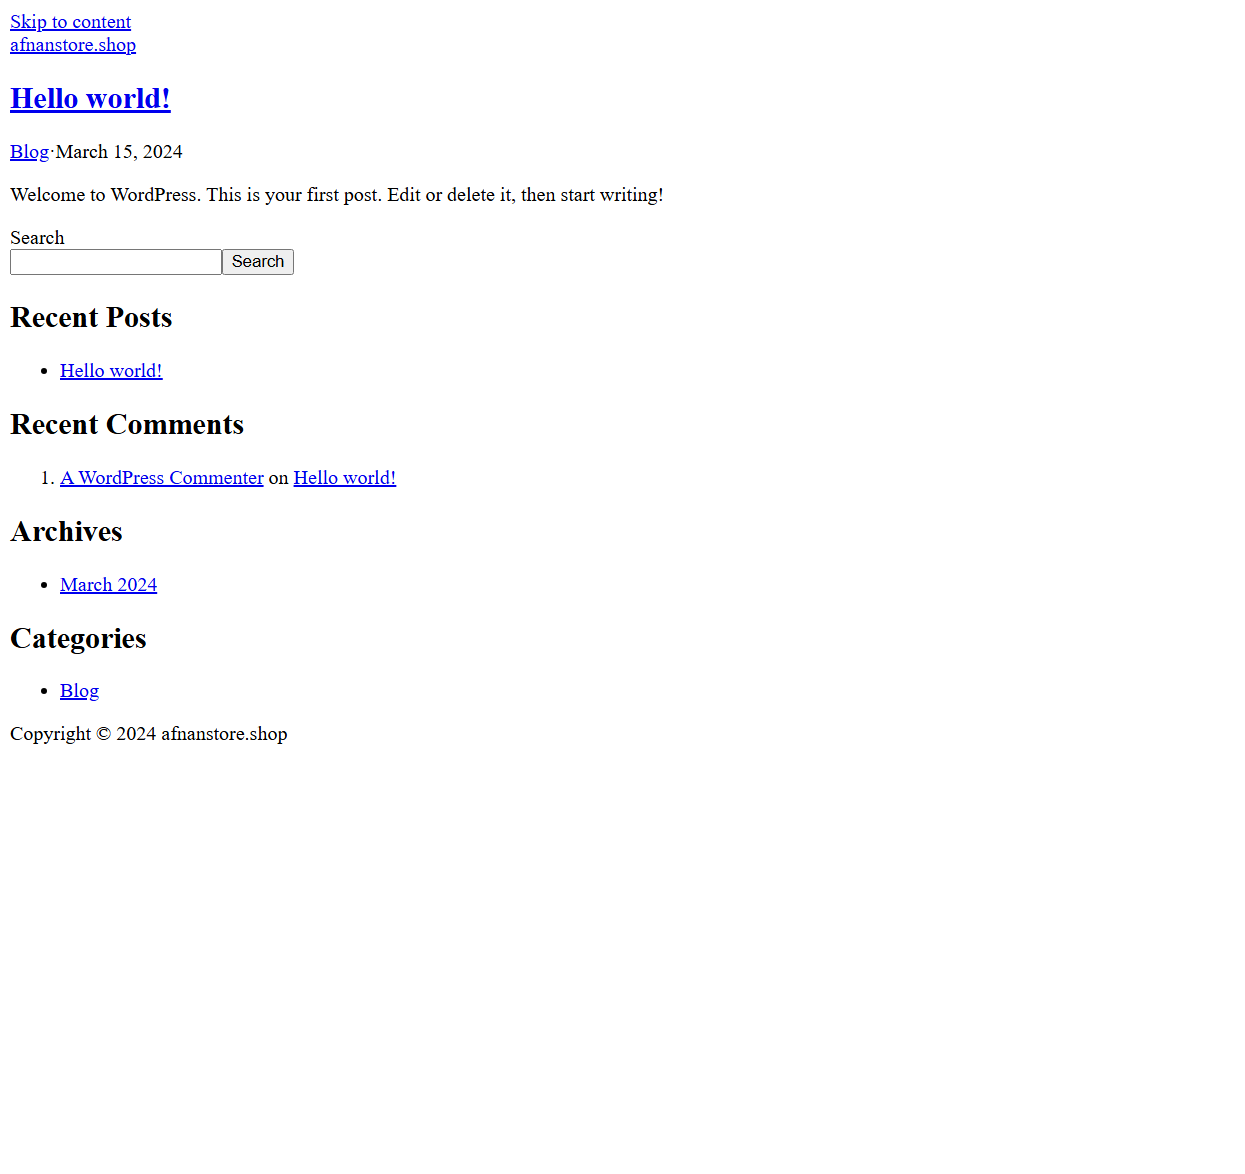 Skip to content
afnanstore.shop
Hello world!
Blog·March 15, 2024
Welcome to WordPress. This is your first post. Edit or delete it, then start writing!
Search
Search
Recent Posts
Hello world!
Recent Comments
1. A WordPress Commenter on Hello world!
Archives
March 2024
Categories
Blog
Copyright © 2024 afnanstore.shop